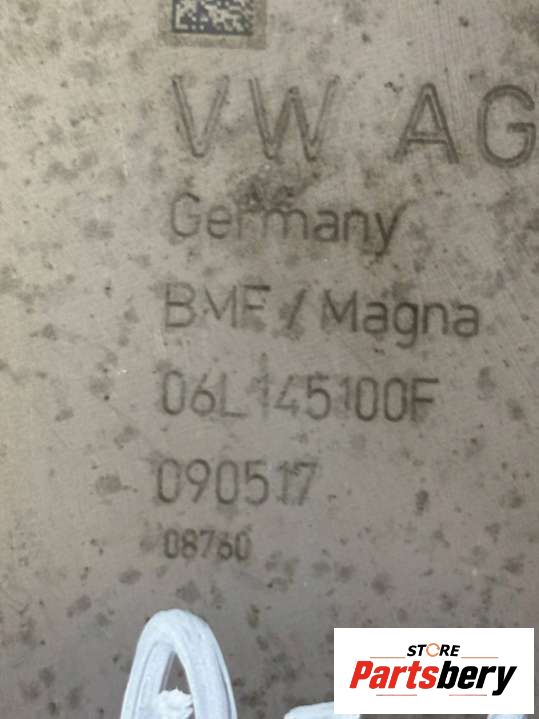 VW AG
Germany
BMF / Magna
06L145100F
090517
08760
STORE
Partsbery